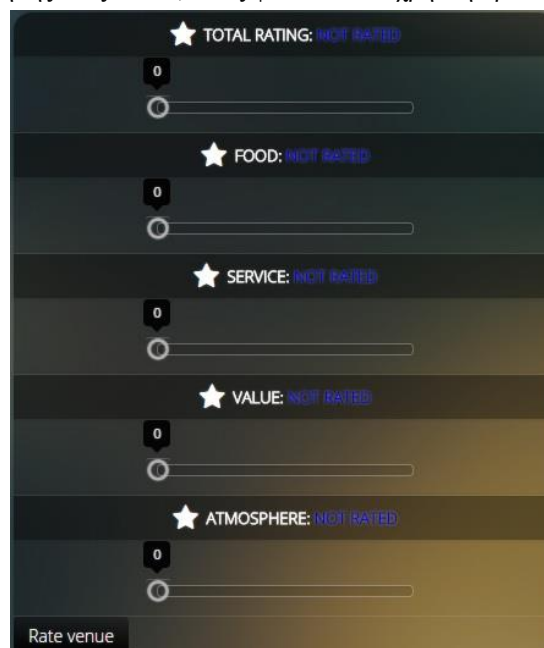 TOTAL RATING: NOT RATED
0
FOOD: NOT RATED
0
SERVICE: NOT RATED
0
VALUE: NOT RATED
0
ATMOSPHERE: NOT RATED
0
Rate venue